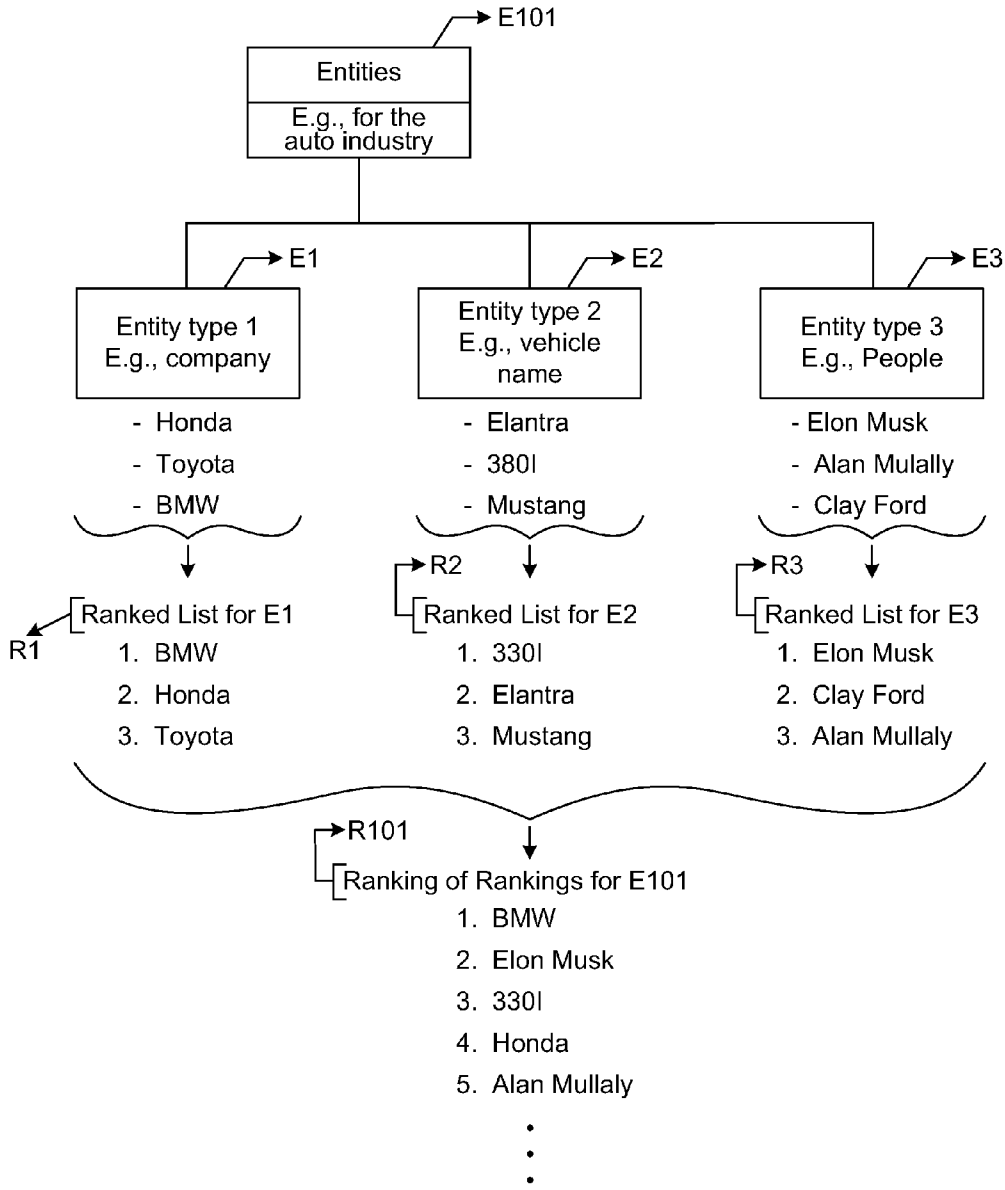 E101
Entities
E.g., for the
auto industry
E1
E2
E3
Entity type 1
E.g., company
Entity type 2
E.g., vehicle
name
Entity type 3
E.g., People
- Honda
- Toyota
- BMW
- Elantra
- 380I
- Mustang
- Elon Musk
- Alan Mulally
- Clay Ford
R1
Ranked List for E1
1. BMW
2. Honda
3. Toyota
R2
Ranked List for E2
1. 330I
2. Elantra
3. Mustang
R3
Ranked List for E3
1. Elon Musk
2. Clay Ford
3. Alan Mullaly
R101
Ranking of Rankings for E101
1. BMW
2. Elon Musk
3. 330I
4. Honda
5. Alan Mullaly